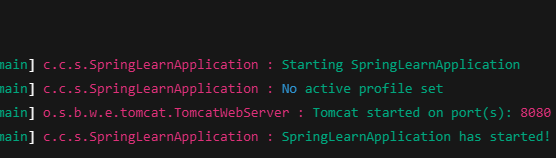 main] c.c.s.SpringLearnApplication : Starting SpringLearnApplication
main] c.c.s.SpringLearnApplication : No active profile set
main] o.s.b.w.e.tomcat.TomcatWebServer : Tomcat started on port(s): 8080
main] c.c.s.SpringLearnApplication : SpringLearnApplication has started!